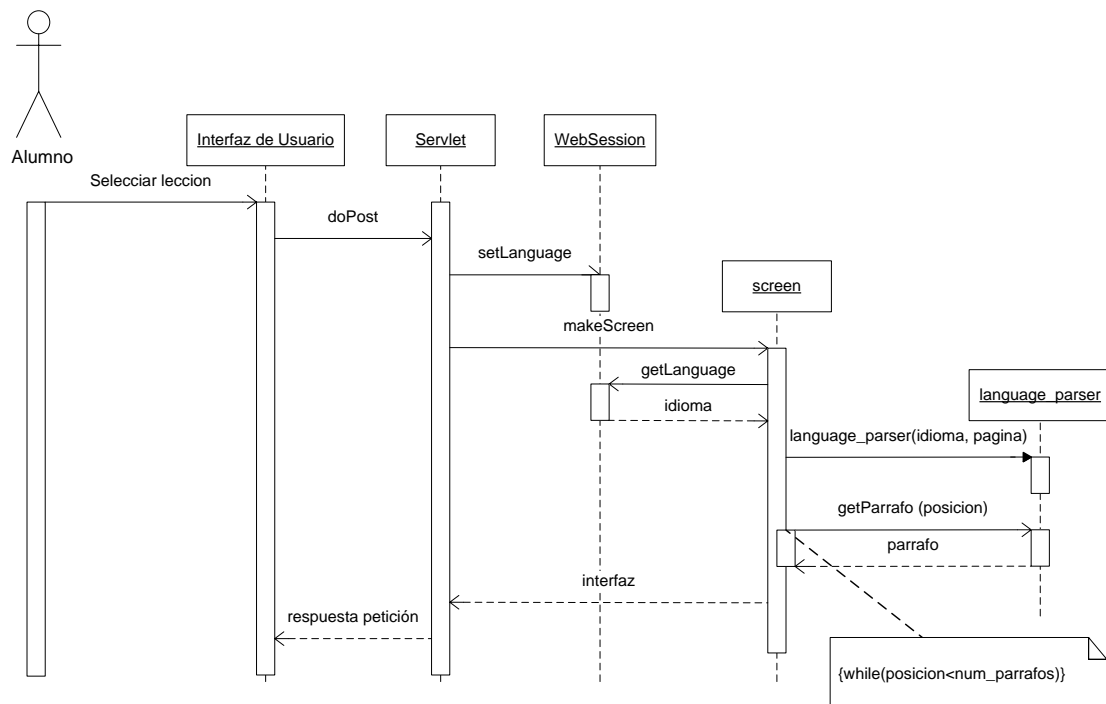 Alumno
Interfaz de Usuario
Servlet
WebSession
Selecciar leccion
doPost
setLanguage
screen
makeScreen
getLanguage
idioma
language_parser
language_parser(idioma, pagina)
getParrafo (posicion)
parrafo
interfaz
respuesta petición
{while(posicion<num_parrafos)}